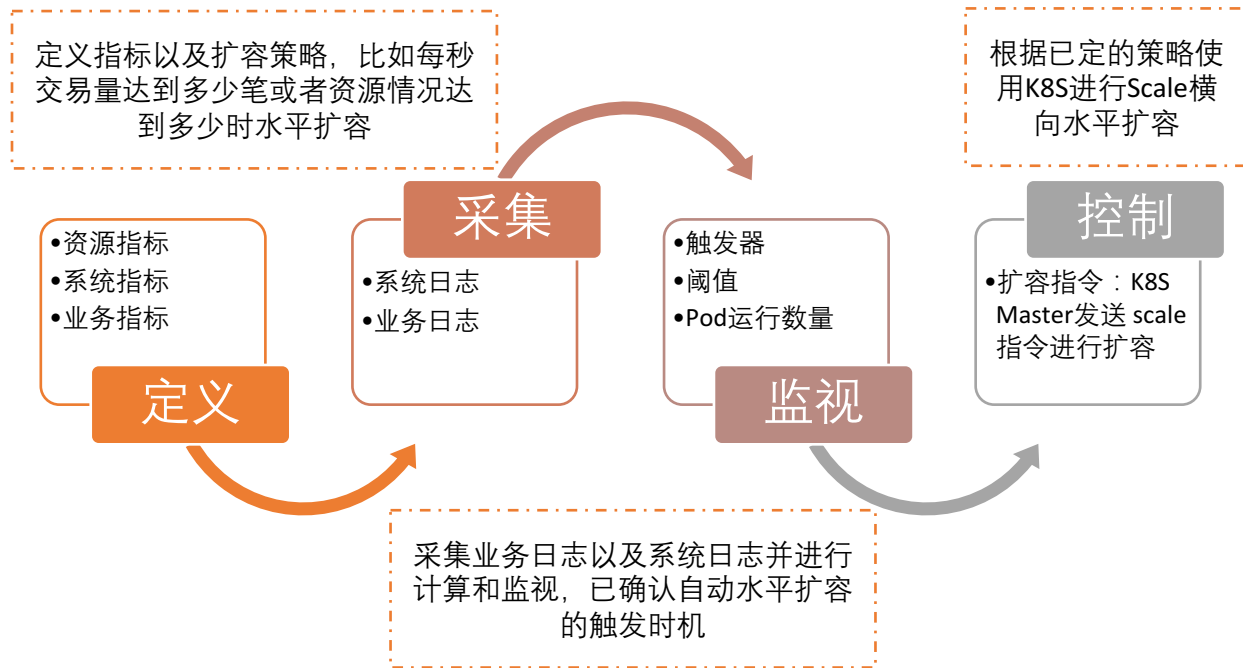 定义指标以及扩容策略，比如每秒
交易量达到多少笔或者资源情况达
到多少时水平扩容
根据已定的策略使
用K8S进行Scale横
向水平扩容
•资源指标
•系统指标
•业务指标
定义
采集
•系统日志
•业务日志
•触发器
•阈值
•Pod运行数量
监视
控制
•扩容指令：K8S
Master发送 scale
指令进行扩容
采集业务日志以及系统日志并进行
计算和监视，已确认自动水平扩容
的触发时机